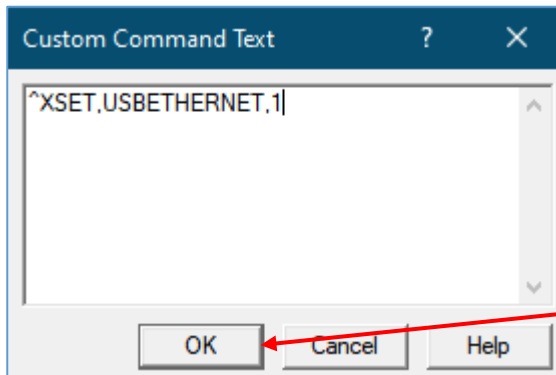 Custom Command Text ? ×
^XSET,USBETHERNET,1
OK Cancel Help